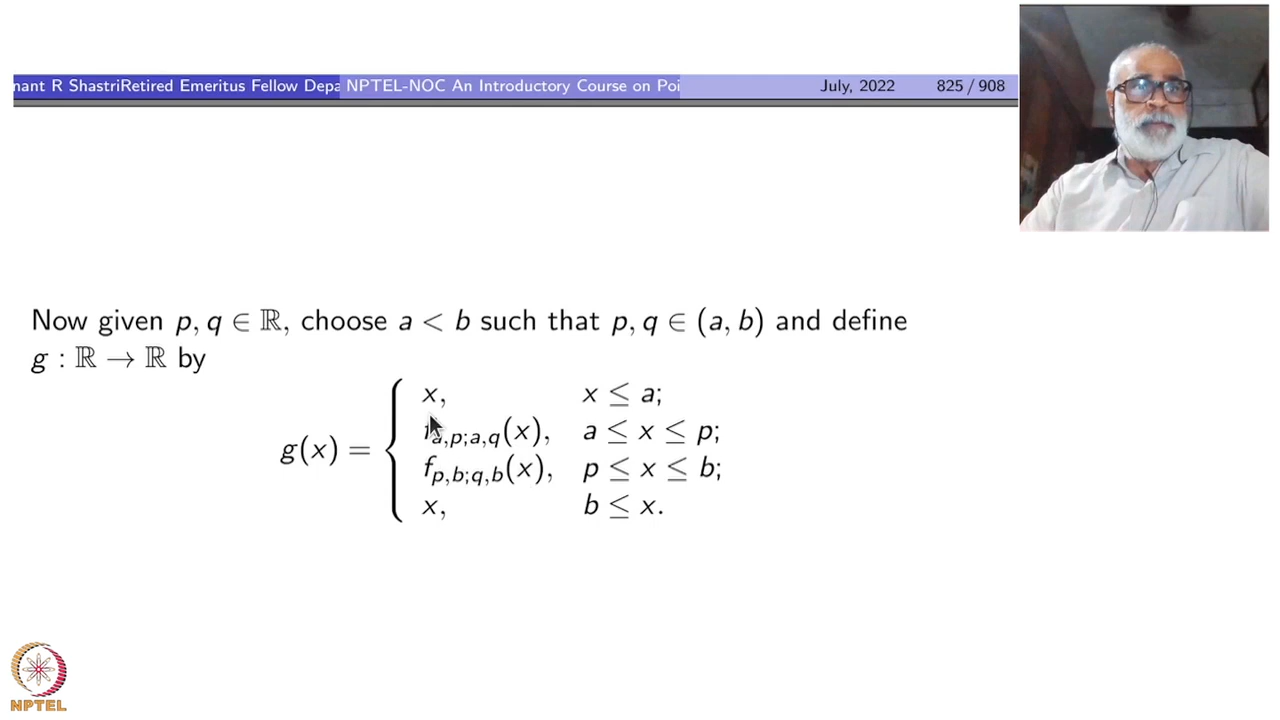 nant R ShastriRetired Emeritus Fellow Depa NPTEL-NOC An Introductory Course on Poi July, 2022 825 / 908
Now given p, q ∈ ℝ, choose a < b such that p, q ∈ (a, b) and define
g : ℝ → ℝ by
g(x) = { x, x ≤ a;
f_{a,p;a,q}(x), a ≤ x ≤ p;
f_{p,b;q,b}(x), p ≤ x ≤ b;
x, b ≤ x.
NPTEL